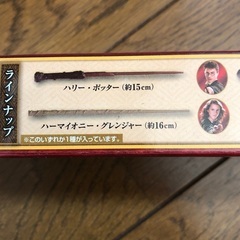 ラインナップ
ハリー・ポッター（約15cm）
ハーマイオニー・グレンジャー（約16cm）
※このいずれか1種が入っています。